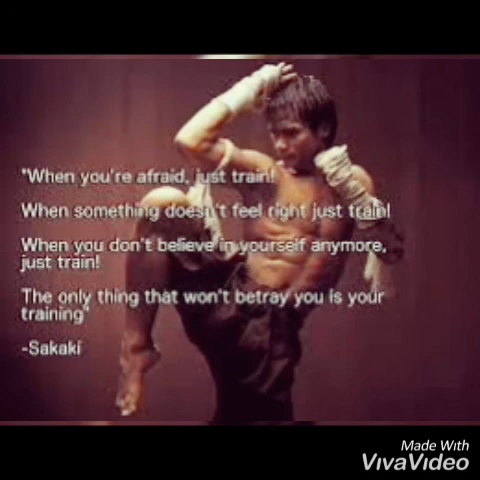 "When you're afraid, just train!
When something doesn't feel right just train!
When you don't believe in yourself anymore,
just train!
The only thing that won't betray you is your
training"
-Sakaki
Made With
VivaVideo